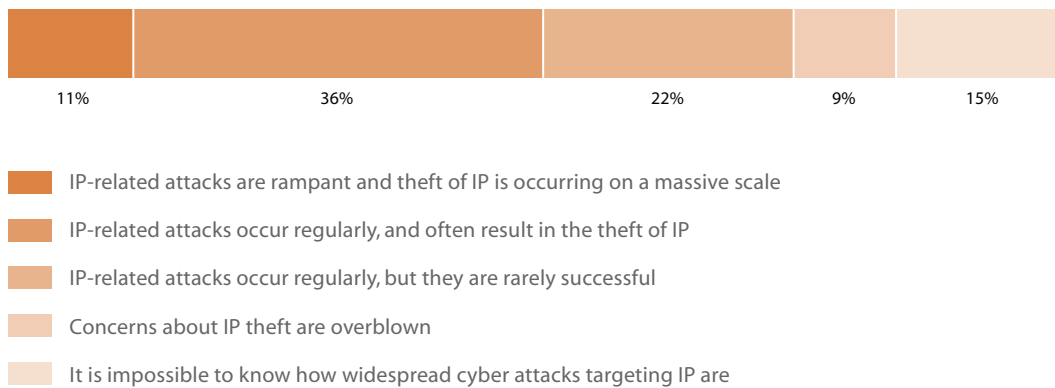 11% 36% 22% 9% 15%
IP-related attacks are rampant and theft of IP is occurring on a massive scale
IP-related attacks occur regularly, and often result in the theft of IP
IP-related attacks occur regularly, but they are rarely successful
Concerns about IP theft are overblown
It is impossible to know how widespread cyber attacks targeting IP are